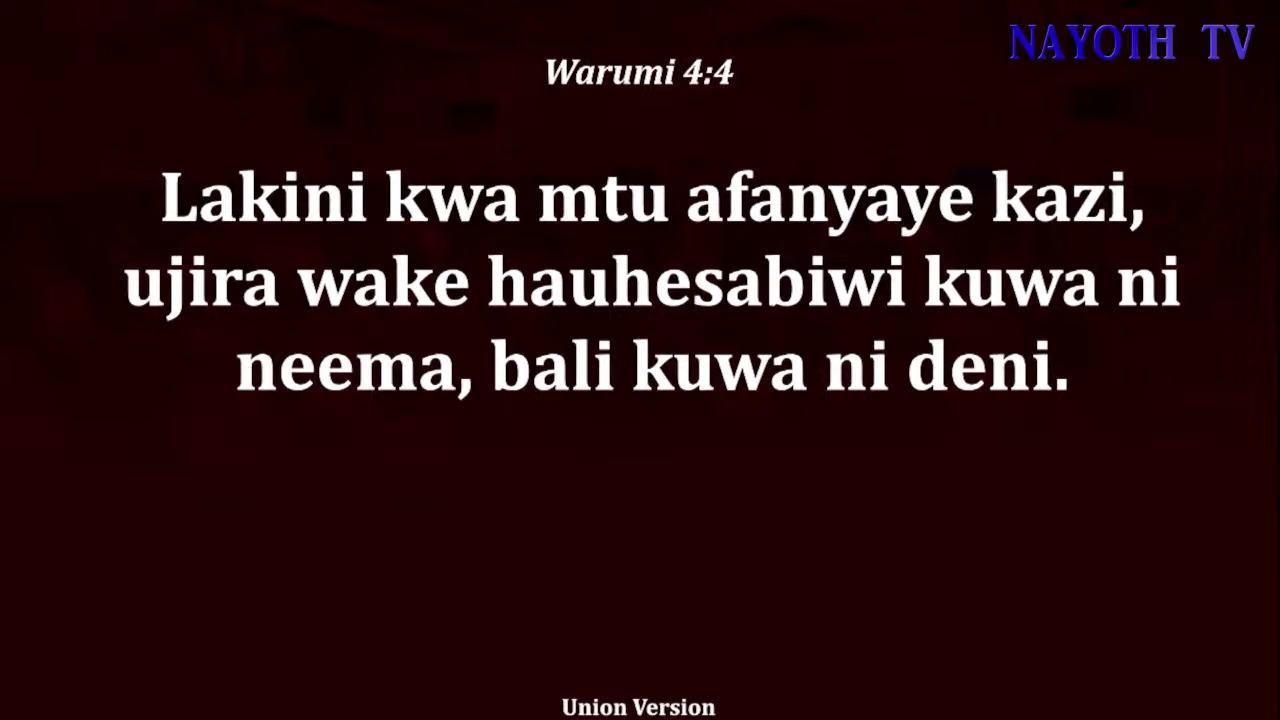 NAYOTH TV
Warumi 4:4
Lakini kwa mtu afanyaye kazi,
ujira wake hauhesabiwi kuwa ni
neema, bali kuwa ni deni.
Union Version